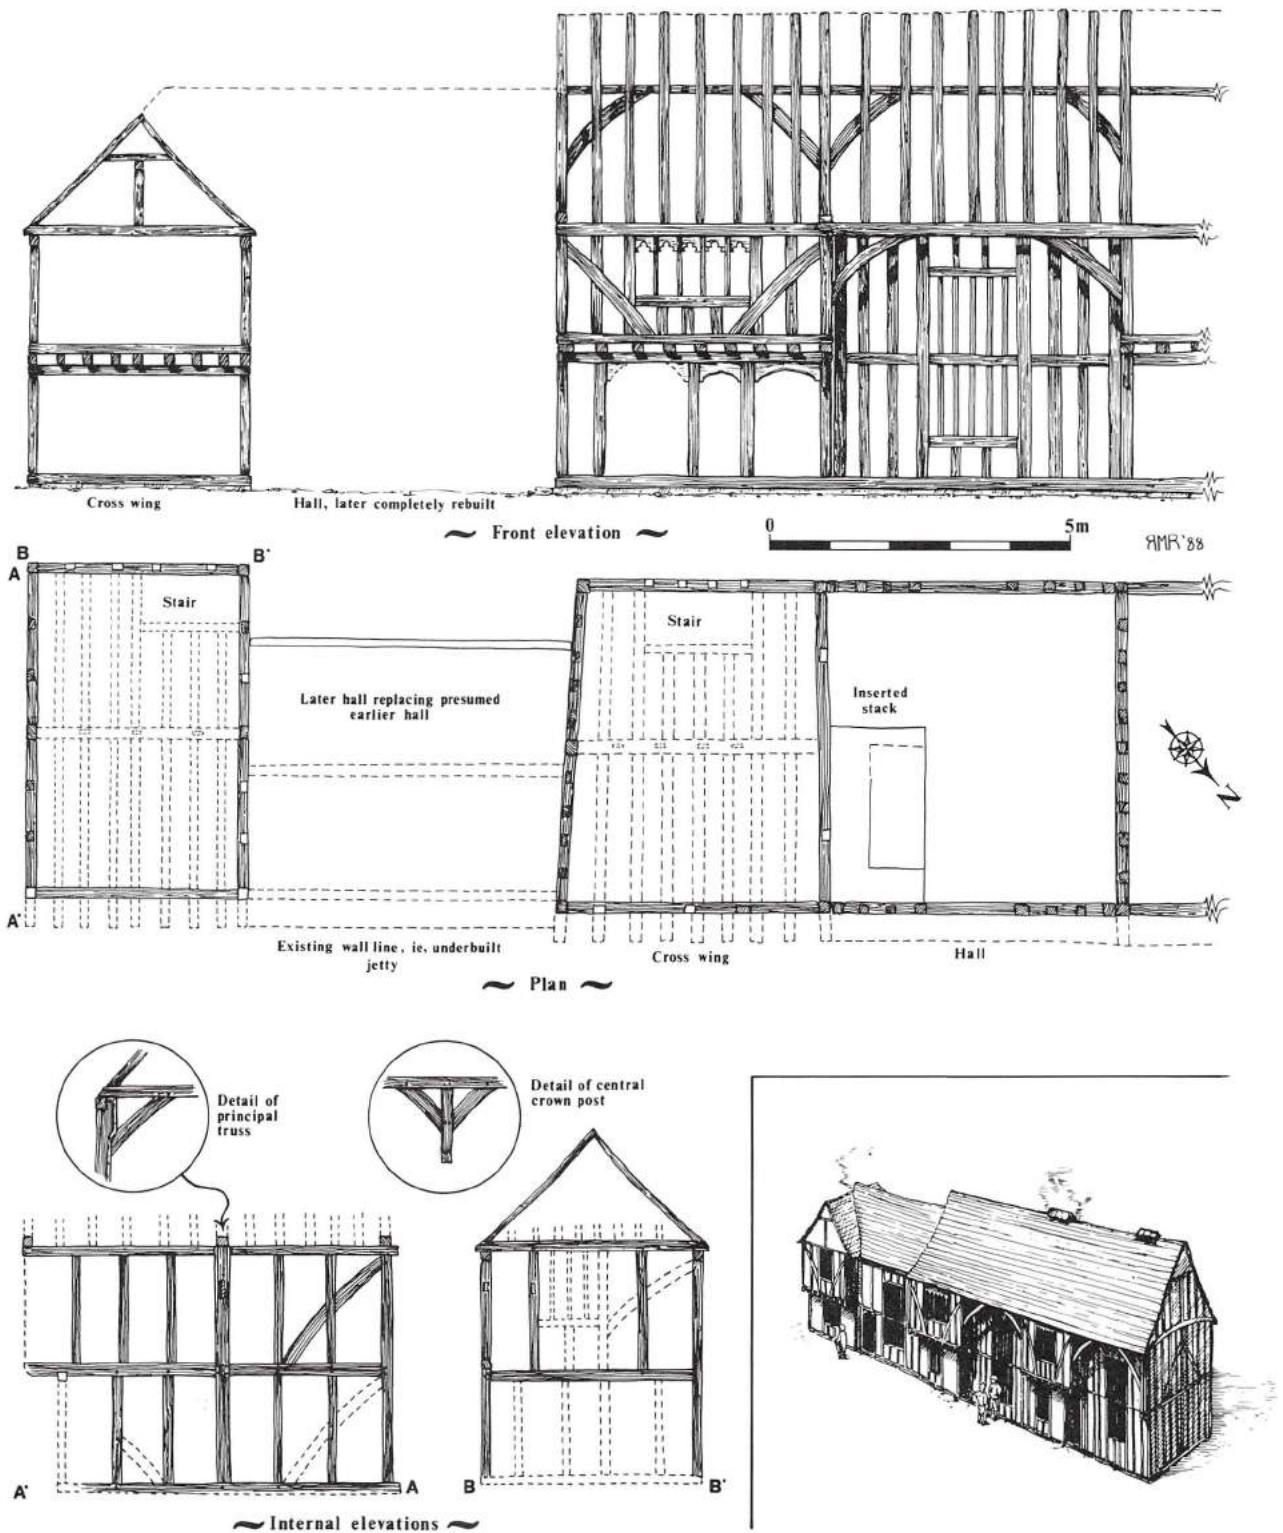 Cross wing
Hall, later completely rebuilt
~ Front elevation ~
0
5m
RMR '88
B
B'
A
Stair
Stair
Later hall replacing presumed
earlier hall
Inserted
stack
N
A'
Existing wall line, ie. underbuilt
jetty
Cross wing
Hall
~ Plan ~
Detail of
principal
truss
Detail of central
crown post
A'
A
B
B'
~ Internal elevations ~